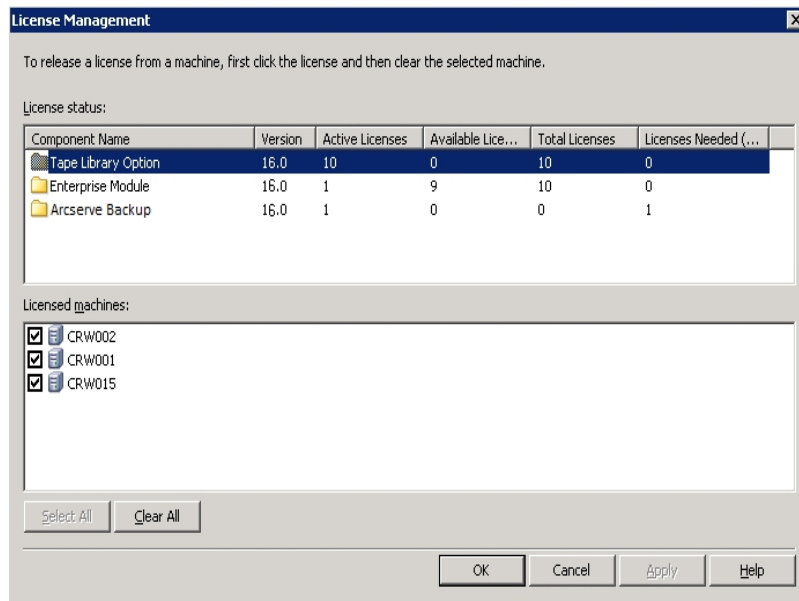 License Management
To release a license from a machine, first click the license and then clear the selected machine.
License status:
Component Name Version Active Licenses Available Lice... Total Licenses Licenses Needed (...
Tape Library Option 16.0 10 0 10 0
Enterprise Module 16.0 1 9 10 0
Arcserve Backup 16.0 1 0 0 1
Licensed machines:
CRW002
CRW001
CRW015
Select All Clear All
OK Cancel Apply Help